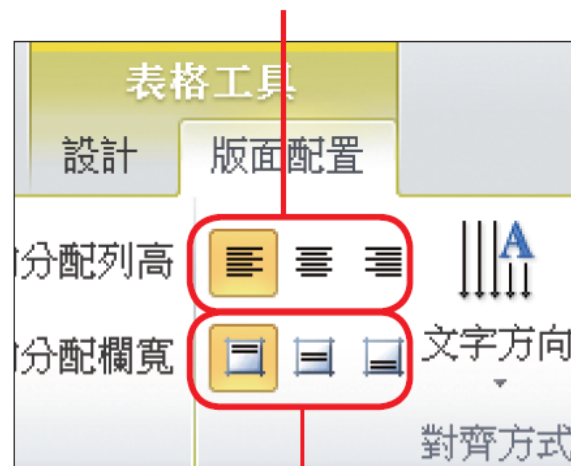 表格工具
設計 版面配置
分配列高
分配欄寬
文字方向
對齊方式